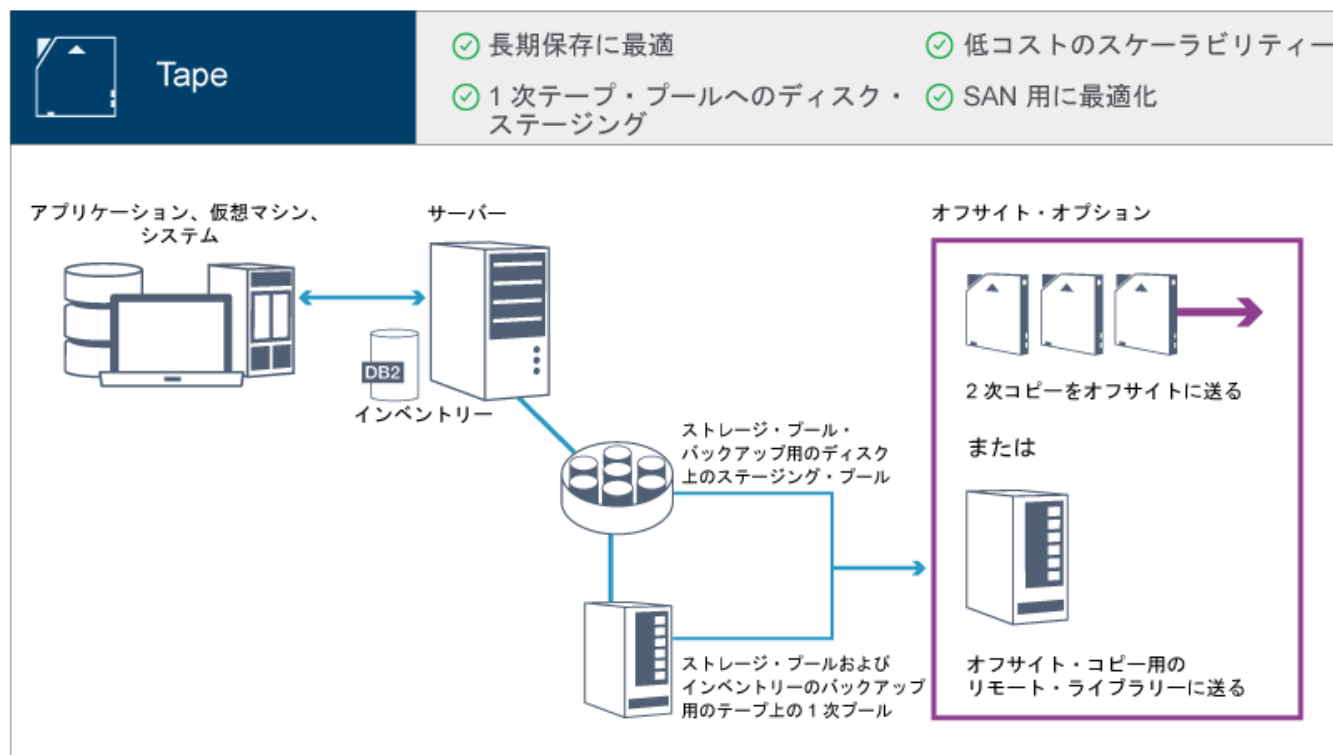 Tape
長期保存に最適
1 次テープ・プールへのディスク・
ステージング
低コストのスケーラビリティー
SAN 用に最適化
アプリケーション、仮想マシン、
システム
サーバー
DB2
インベントリー
ストレージ・プール・
バックアップ用のディスク
上のステージング・プール
ストレージ・プールおよび
インベントリーのバックアップ
用のテープ上の 1 次プール
オフサイト・オプション
2 次コピーをオフサイトに送る
または
オフサイト・コピー用の
リモート・ライブラリーに送る